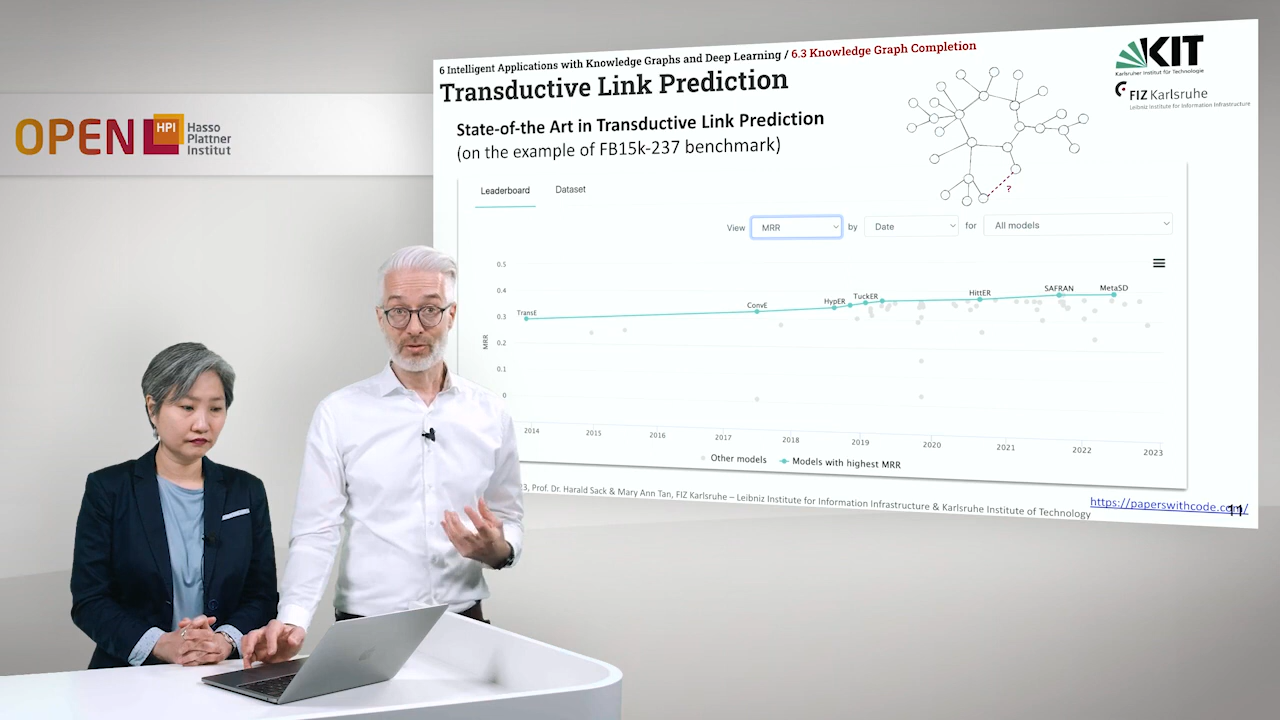 6 Intelligent Applications with Knowledge Graphs and Deep Learning / 6.3 Knowledge Graph Completion
Transductive Link Prediction
KIT
Karlsruher Institut für Technologie
FIZ Karlsruhe
Leibniz Institute for Information Infrastructure
OPEN HPI Hasso Plattner Institut
State-of-the Art in Transductive Link Prediction
(on the example of FB15k-237 benchmark)
?
Leaderboard Dataset
View MRR by Date for All models
0.5
0.4
0.3
0.2
0.1
0
MRR
TransE ConvE HypER TuckER HittER SAFRAN MetaSD
2014 2015 2016 2017 2018 2019 2020 2021 2022 2023
Other models Models with highest MRR
23, Prof. Dr. Harald Sack & Mary Ann Tan, FIZ Karlsruhe – Leibniz Institute for Information Infrastructure & Karlsruhe Institute of Technology
https://paperswithcode.com/
11